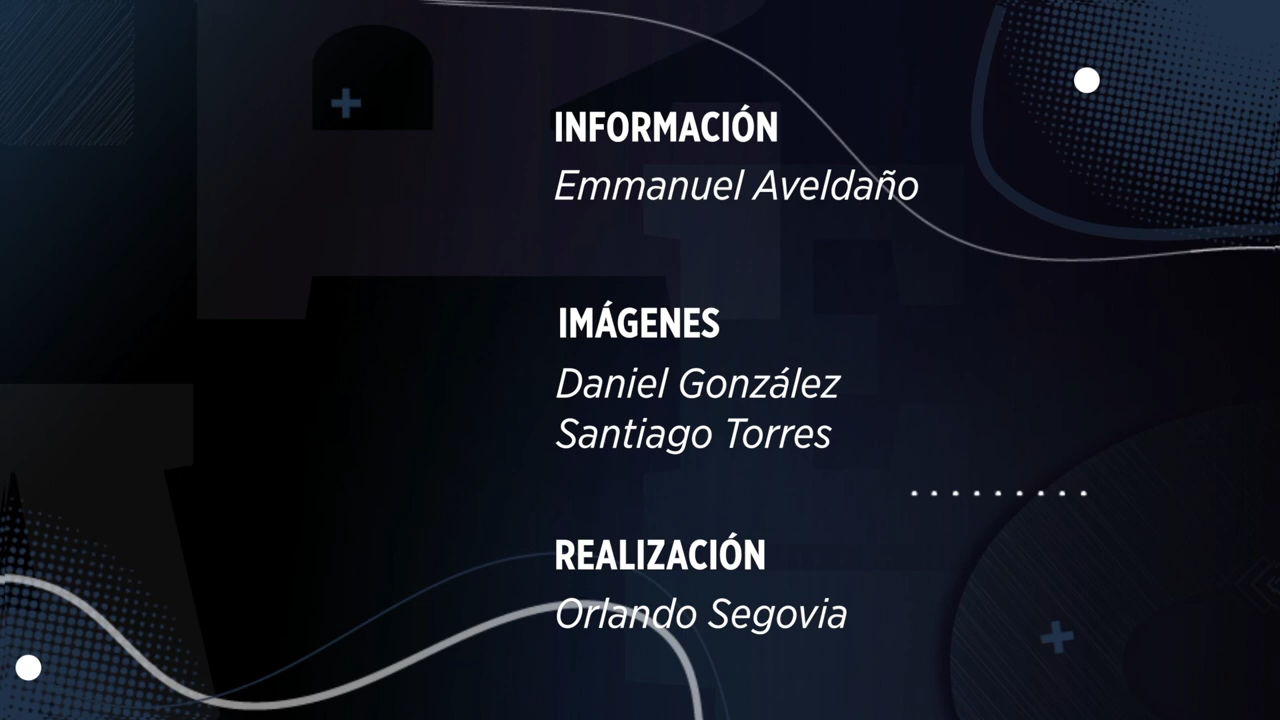 INFORMACIÓN
Emmanuel Aveldaño
IMÁGENES
Daniel González
Santiago Torres
REALIZACIÓN
Orlando Segovia